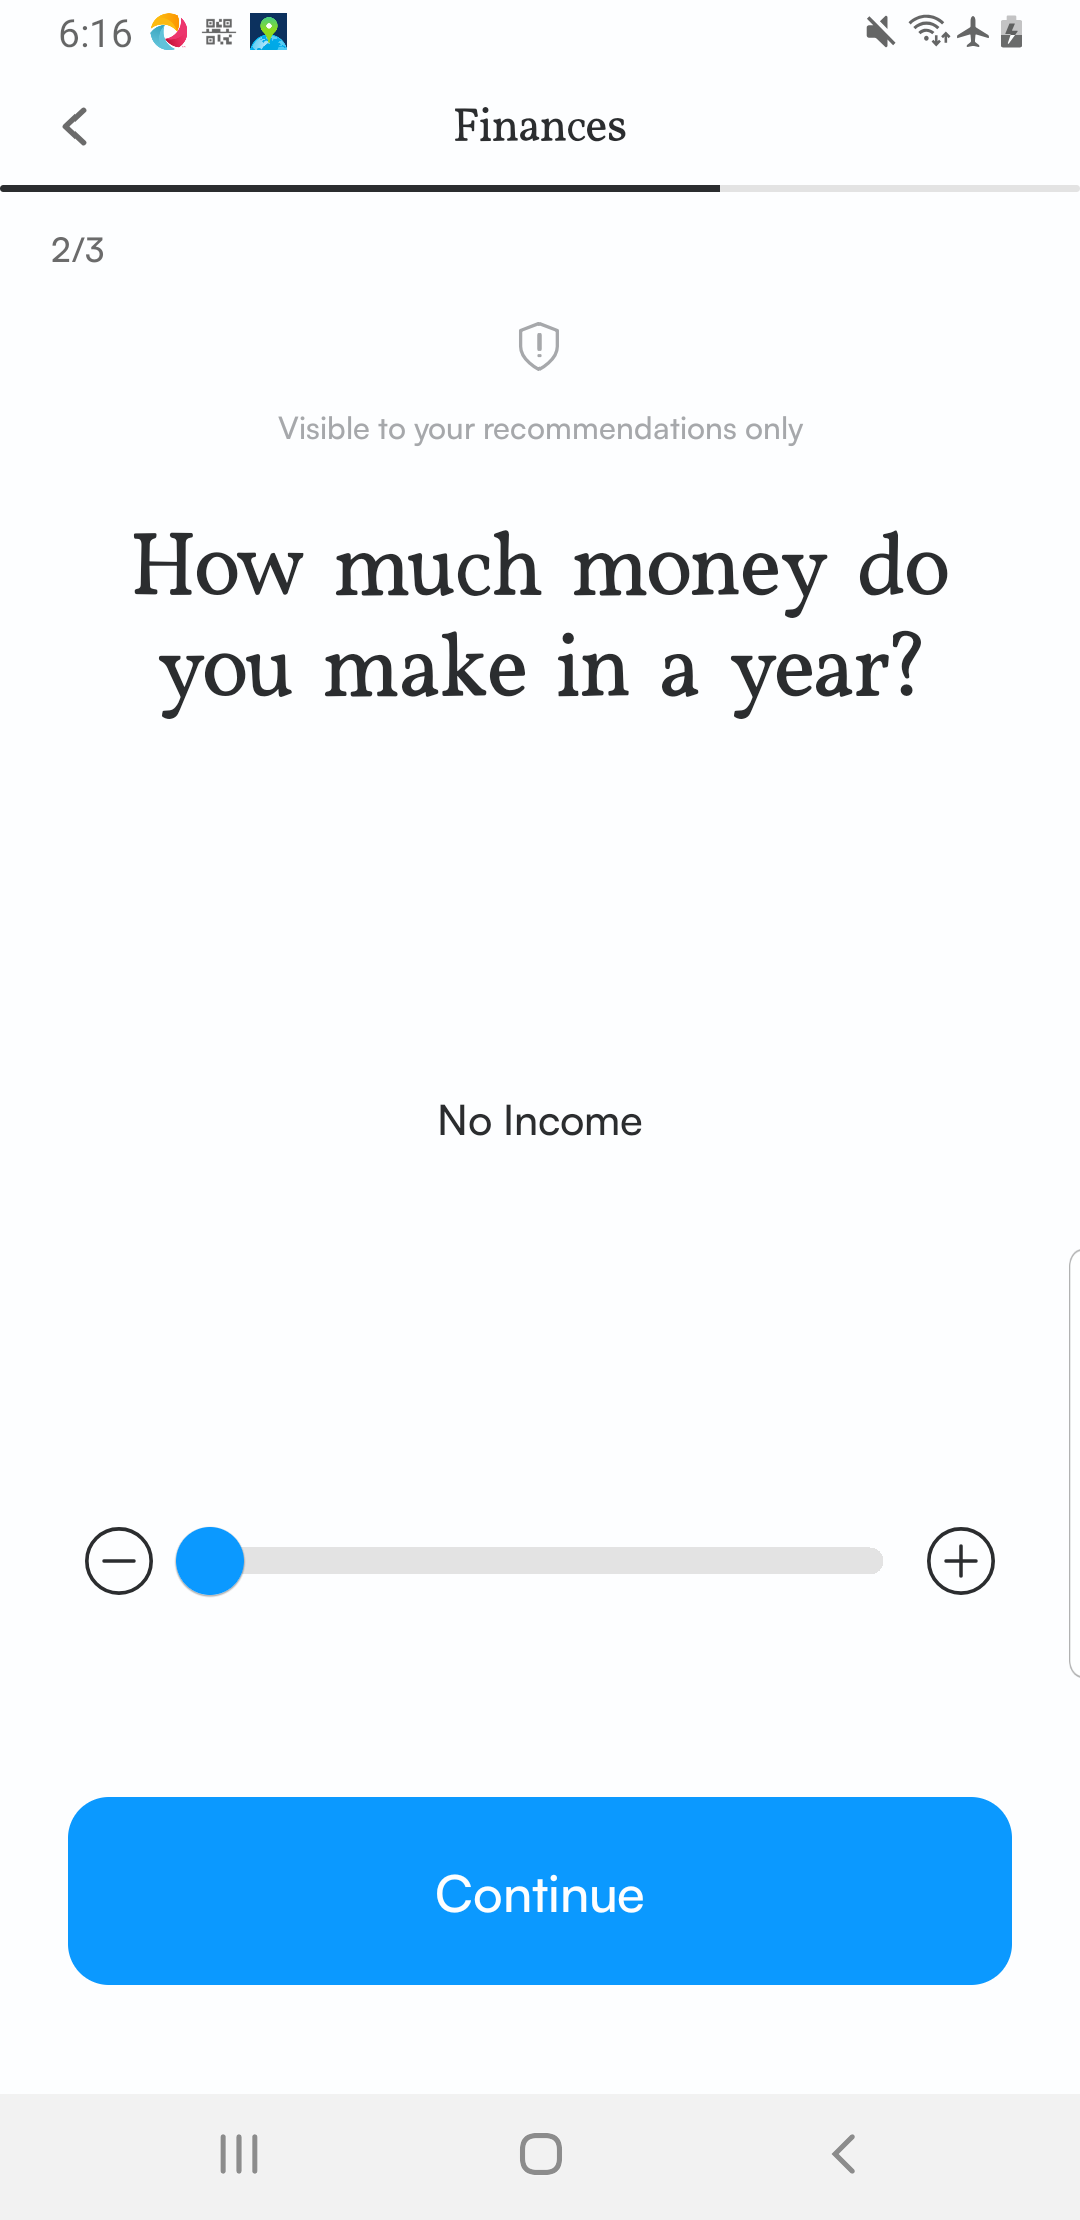 6:16
Finances
2/3
Visible to your recommendations only
How much money do
you make in a year?
No Income
Continue